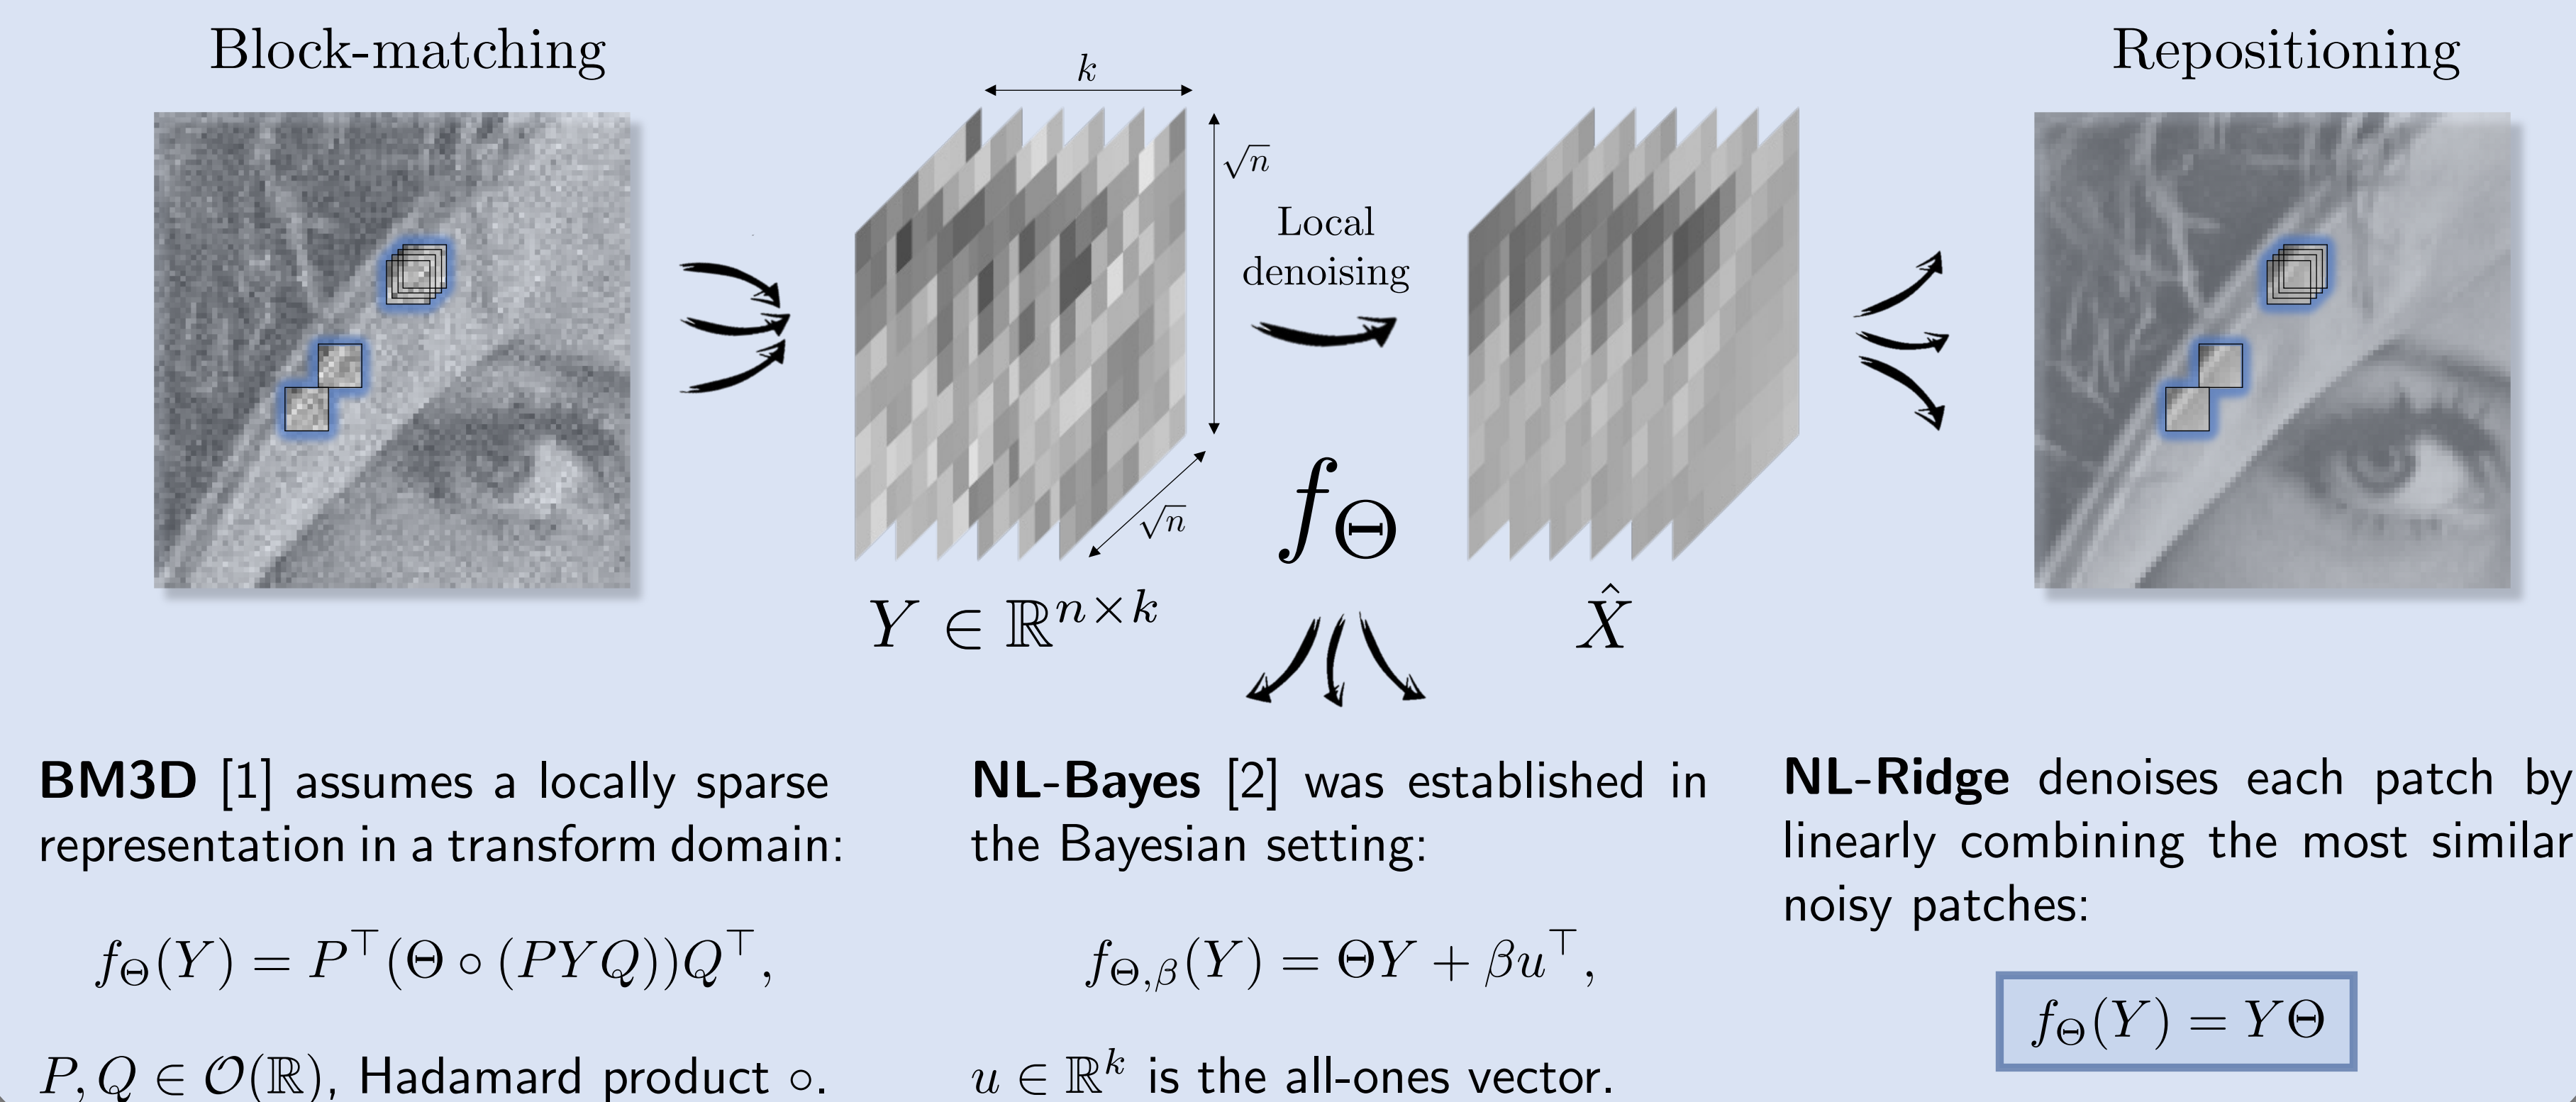 Block-matching
k
√n
√n
Local
denoising
f_Θ
Y ∈ ℝ^{n×k}
X̂
Repositioning
BM3D [1] assumes a locally sparse
representation in a transform domain:
f_Θ(Y) = P^⊤(Θ ∘ (PYQ))Q^⊤,
P, Q ∈ 𝒪(ℝ), Hadamard product ∘.
NL-Bayes [2] was established in
the Bayesian setting:
f_{Θ,β}(Y) = ΘY + βu^⊤,
u ∈ ℝ^k is the all-ones vector.
NL-Ridge denoises each patch by
linearly combining the most similar
noisy patches:
f_Θ(Y) = YΘ